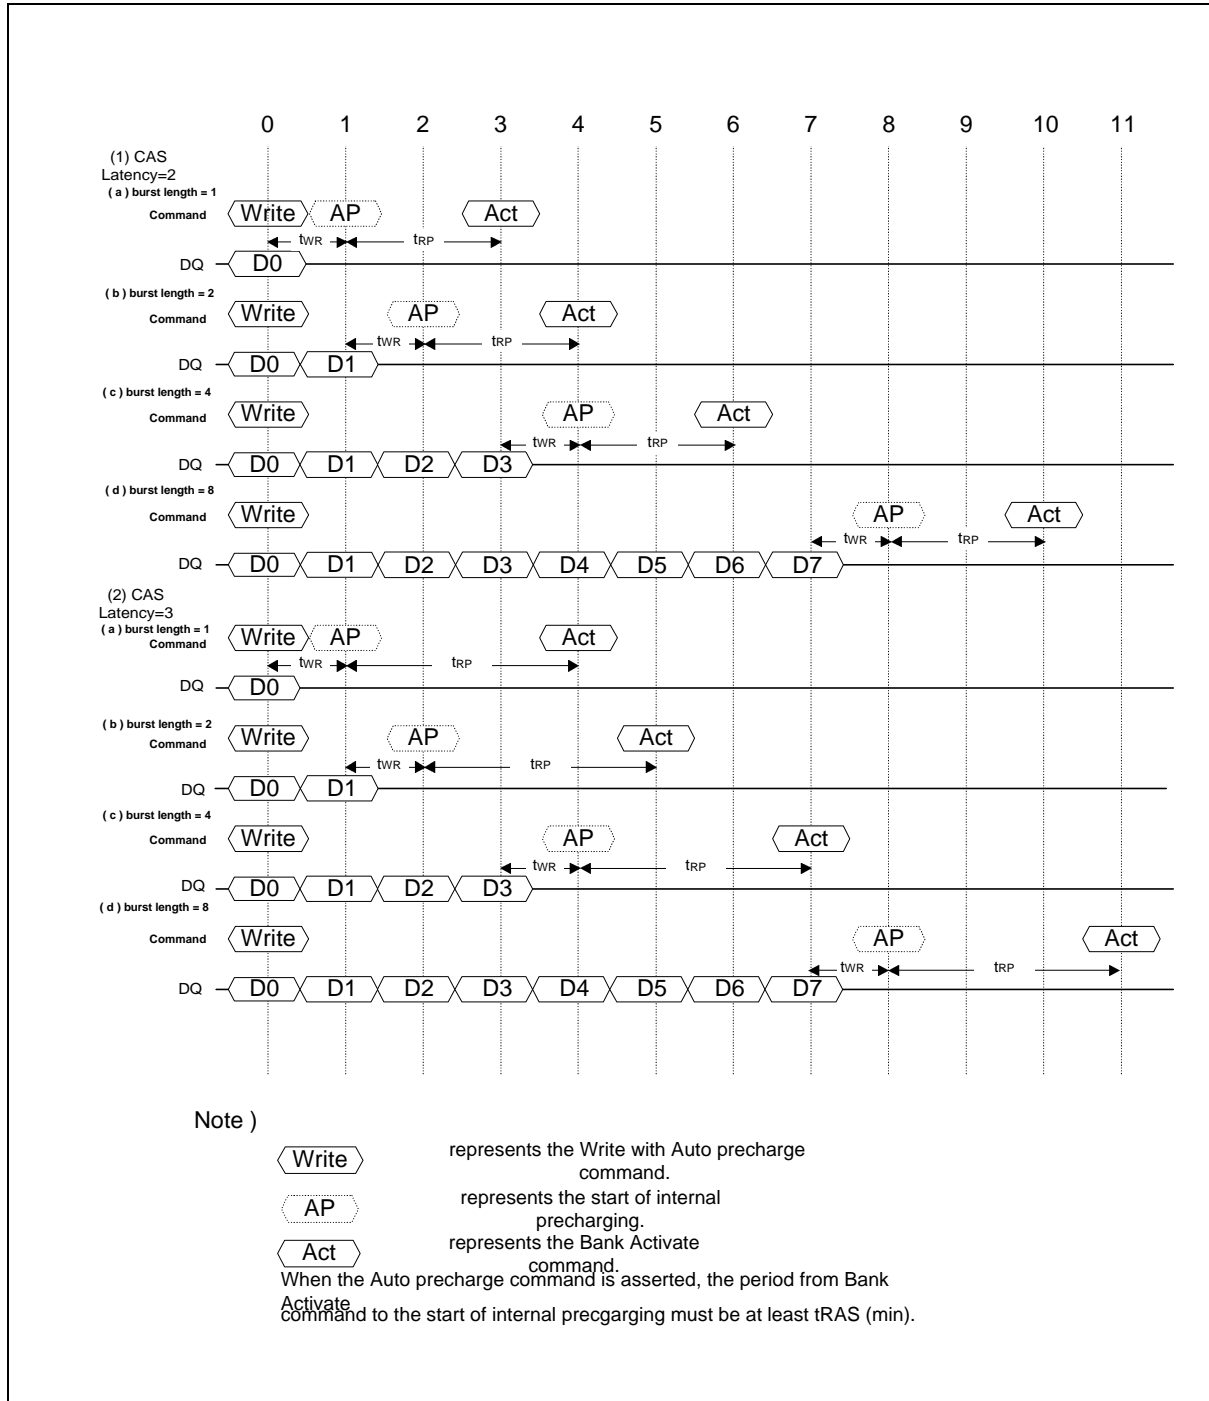 0 1 2 3 4 5 6 7 8 9 10 11
(1) CAS
Latency=2
( a ) burst length = 1
Command Write AP Act
tWR tRP
DQ D0
( b ) burst length = 2
Command Write AP Act
tWR tRP
DQ D0 D1
( c ) burst length = 4
Command Write AP Act
tWR tRP
DQ D0 D1 D2 D3
( d ) burst length = 8
Command Write AP Act
tWR tRP
DQ D0 D1 D2 D3 D4 D5 D6 D7
(2) CAS
Latency=3
( a ) burst length = 1
Command Write AP Act
tWR tRP
DQ D0
( b ) burst length = 2
Command Write AP Act
tWR tRP
DQ D0 D1
( c ) burst length = 4
Command Write AP Act
tWR tRP
DQ D0 D1 D2 D3
( d ) burst length = 8
Command Write AP Act
tWR tRP
DQ D0 D1 D2 D3 D4 D5 D6 D7
Note )
Write represents the Write with Auto precharge
command.
AP represents the start of internal
precharging.
Act represents the Bank Activate
command.
When the Auto precharge command is asserted, the period from Bank
Activate
command to the start of internal precgarging must be at least tRAS (min).